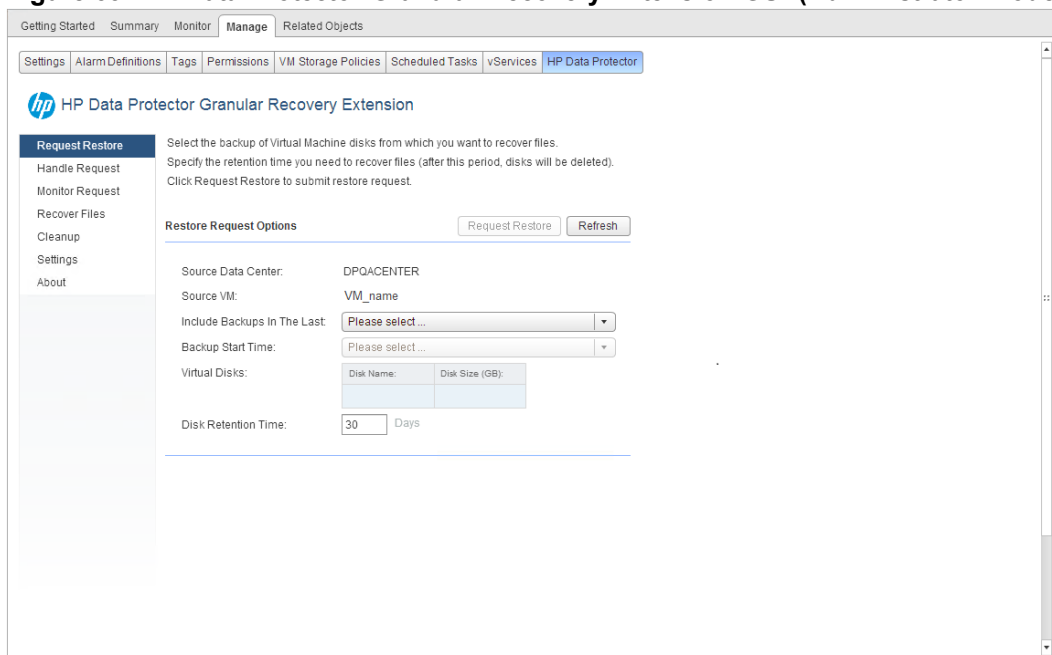 Getting Started Summary Monitor Manage Related Objects
Settings Alarm Definitions Tags Permissions VM Storage Policies Scheduled Tasks vServices HP Data Protector
hp HP Data Protector Granular Recovery Extension
Request Restore
Handle Request
Monitor Request
Recover Files
Cleanup
Settings
About
Select the backup of Virtual Machine disks from which you want to recover files.
Specify the retention time you need to recover files (after this period, disks will be deleted).
Click Request Restore to submit restore request.
Restore Request Options Request Restore Refresh
Source Data Center: DPQACENTER
Source VM: VM_name
Include Backups In The Last: Please select ...
Backup Start Time: Please select ...
Virtual Disks: Disk Name: Disk Size (GB):
Disk Retention Time: 30 Days